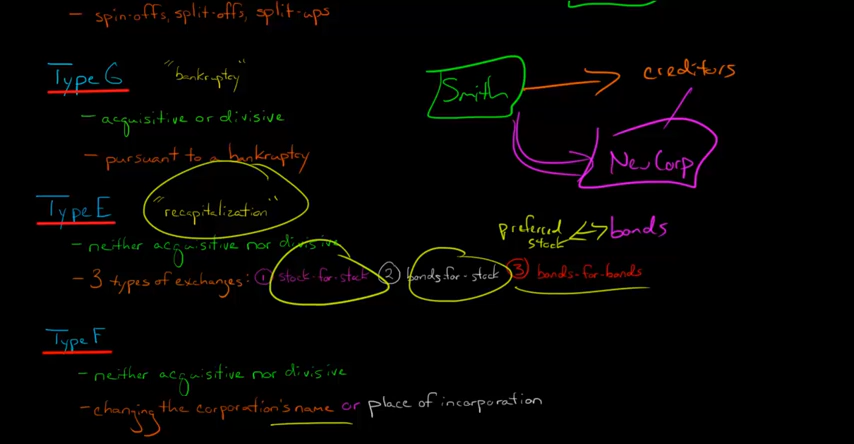 - spin-offs, split-offs, split-ups
Type G "bankruptcy"
- acquisitive or divisive
- pursuant to a bankruptcy
Smith
creditors
NewCorp
Type E "recapitalization"
- neither acquisitive nor divisive
- 3 types of exchanges: ① stock-for-stock ② bonds-for-stock ③ bonds-for-bonds
preferred
stock
bonds
Type F
- neither acquisitive nor divisive
- changing the corporation's name or place of incorporation